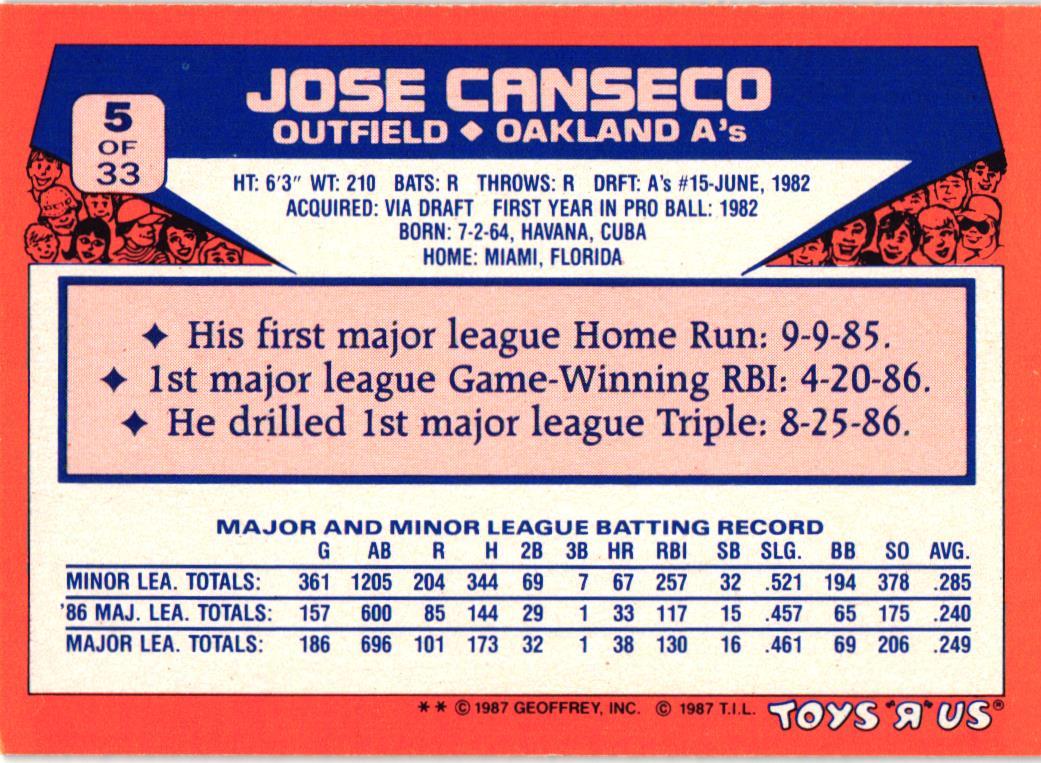 5
OF
33
JOSE CANSECO
OUTFIELD ◆ OAKLAND A's
HT: 6'3" WT: 210 BATS: R THROWS: R DRFT: A's #15-JUNE, 1982
ACQUIRED: VIA DRAFT FIRST YEAR IN PRO BALL: 1982
BORN: 7-2-64, HAVANA, CUBA
HOME: MIAMI, FLORIDA
✦ His first major league Home Run: 9-9-85.
✦ 1st major league Game-Winning RBI: 4-20-86.
✦ He drilled 1st major league Triple: 8-25-86.
MAJOR AND MINOR LEAGUE BATTING RECORD
G AB R H 2B 3B HR RBI SB SLG. BB SO AVG.
MINOR LEA. TOTALS: 361 1205 204 344 69 7 67 257 32 .521 194 378 .285
'86 MAJ. LEA. TOTALS: 157 600 85 144 29 1 33 117 15 .457 65 175 .240
MAJOR LEA. TOTALS: 186 696 101 173 32 1 38 130 16 .461 69 206 .249
** © 1987 GEOFFREY, INC. © 1987 T.I.L. TOYS "R" US®